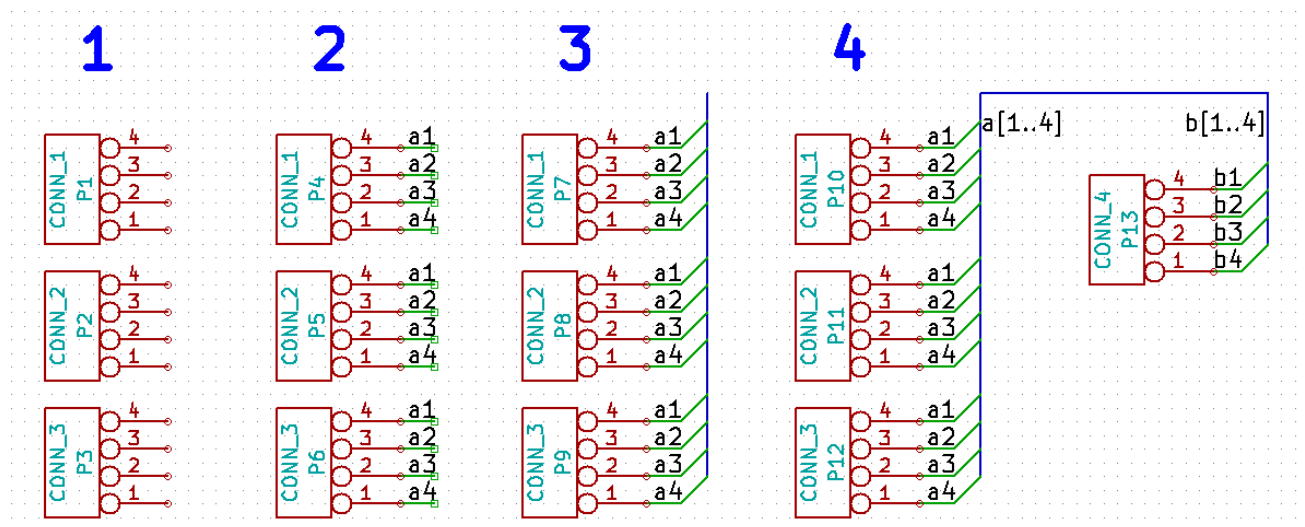 1 2 3 4
a[1..4] b[1..4]
CONN_1 P1 4 3 2 1
CONN_2 P2 4 3 2 1
CONN_3 P3 4 3 2 1
CONN_1 P4 4 3 2 1 a1 a2 a3 a4
CONN_2 P5 4 3 2 1 a1 a2 a3 a4
CONN_3 P6 4 3 2 1 a1 a2 a3 a4
CONN_1 P7 4 3 2 1 a1 a2 a3 a4
CONN_2 P8 4 3 2 1 a1 a2 a3 a4
CONN_3 P9 4 3 2 1 a1 a2 a3 a4
CONN_1 P10 4 3 2 1 a1 a2 a3 a4
CONN_2 P11 4 3 2 1 a1 a2 a3 a4
CONN_3 P12 4 3 2 1 a1 a2 a3 a4
CONN_4 P13 4 3 2 1 b1 b2 b3 b4